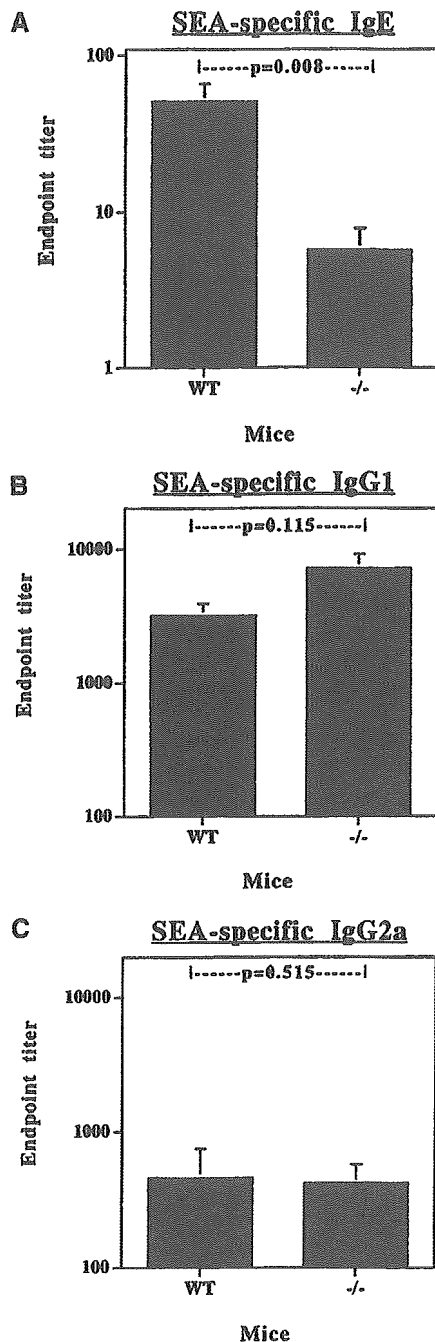 A
SEA-specific IgE
100
p=0.008
10
1
Endpoint titer
WT
-/-
Mice
B
SEA-specific IgG1
p=0.115
10000
1000
100
Endpoint titer
WT
-/-
Mice
C
SEA-specific IgG2a
p=0.515
10000
1000
100
Endpoint titer
WT
-/-
Mice